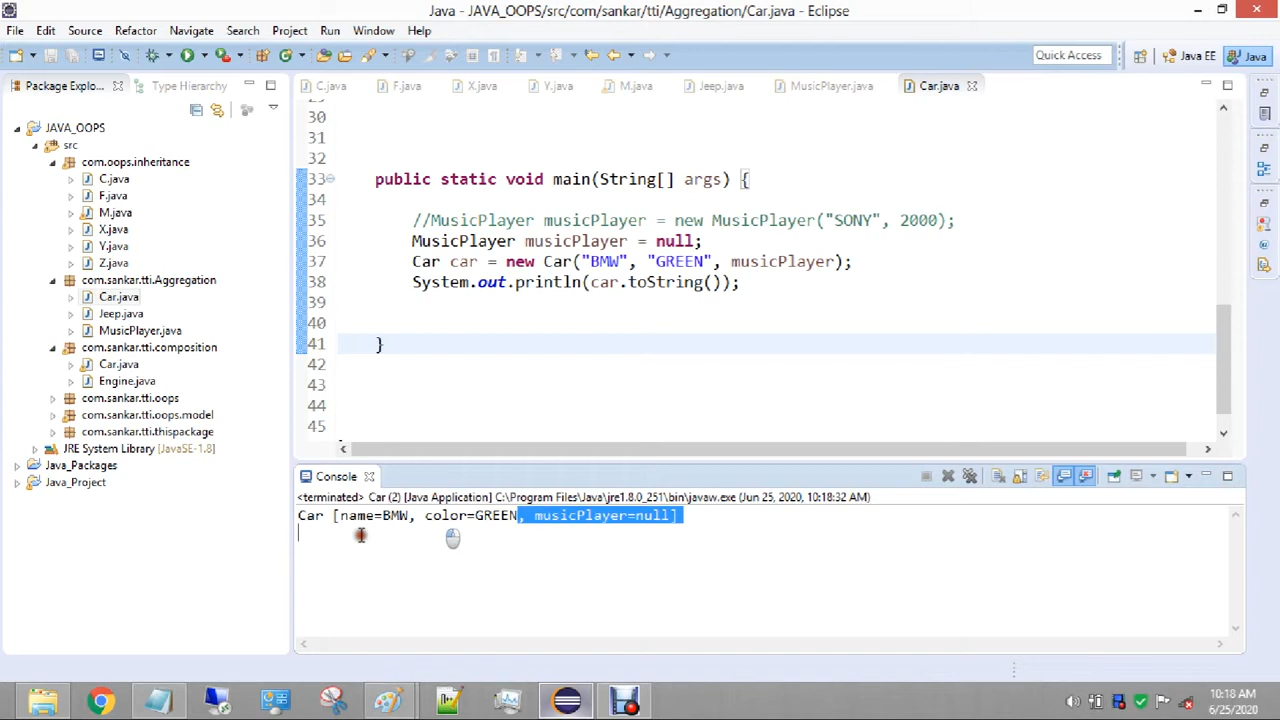 Java - JAVA_OOPS/src/com/sankar/tti/Aggregation/Car.java - Eclipse
File Edit Source Refactor Navigate Search Project Run Window Help
Quick Access Java EE Java
Package Explo... Type Hierarchy
C.java F.java X.java Y.java M.java Jeep.java MusicPlayer.java Car.java
JAVA_OOPS
src
com.oops.inheritance
C.java
F.java
M.java
X.java
Y.java
Z.java
com.sankar.tti.Aggregation
Car.java
Jeep.java
MusicPlayer.java
com.sankar.tti.composition
Car.java
Engine.java
com.sankar.tti.oops
com.sankar.tti.oops.model
com.sankar.tti.thispackage
JRE System Library [JavaSE-1.8]
Java_Packages
Java_Project
30
31
32
33 public static void main(String[] args) {
34
35 //MusicPlayer musicPlayer = new MusicPlayer("SONY", 2000);
36 MusicPlayer musicPlayer = null;
37 Car car = new Car("BMW", "GREEN", musicPlayer);
38 System.out.println(car.toString());
39
40
41 }
42
43
44
45
Console
<terminated> Car (2) [Java Application] C:\Program Files\Java\jre1.8.0_251\bin\javaw.exe (Jun 25, 2020, 10:18:32 AM)
Car [name=BMW, color=GREEN, musicPlayer=null]
10:18 AM
6/25/2020